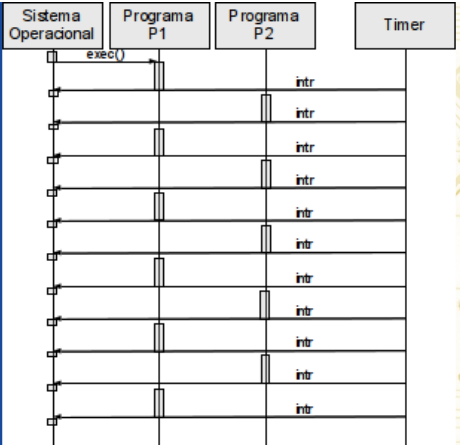 Sistema
Operacional
Programa
P1
Programa
P2
Timer
exec()
intr
intr
intr
intr
intr
intr
intr
intr
intr
intr
intr